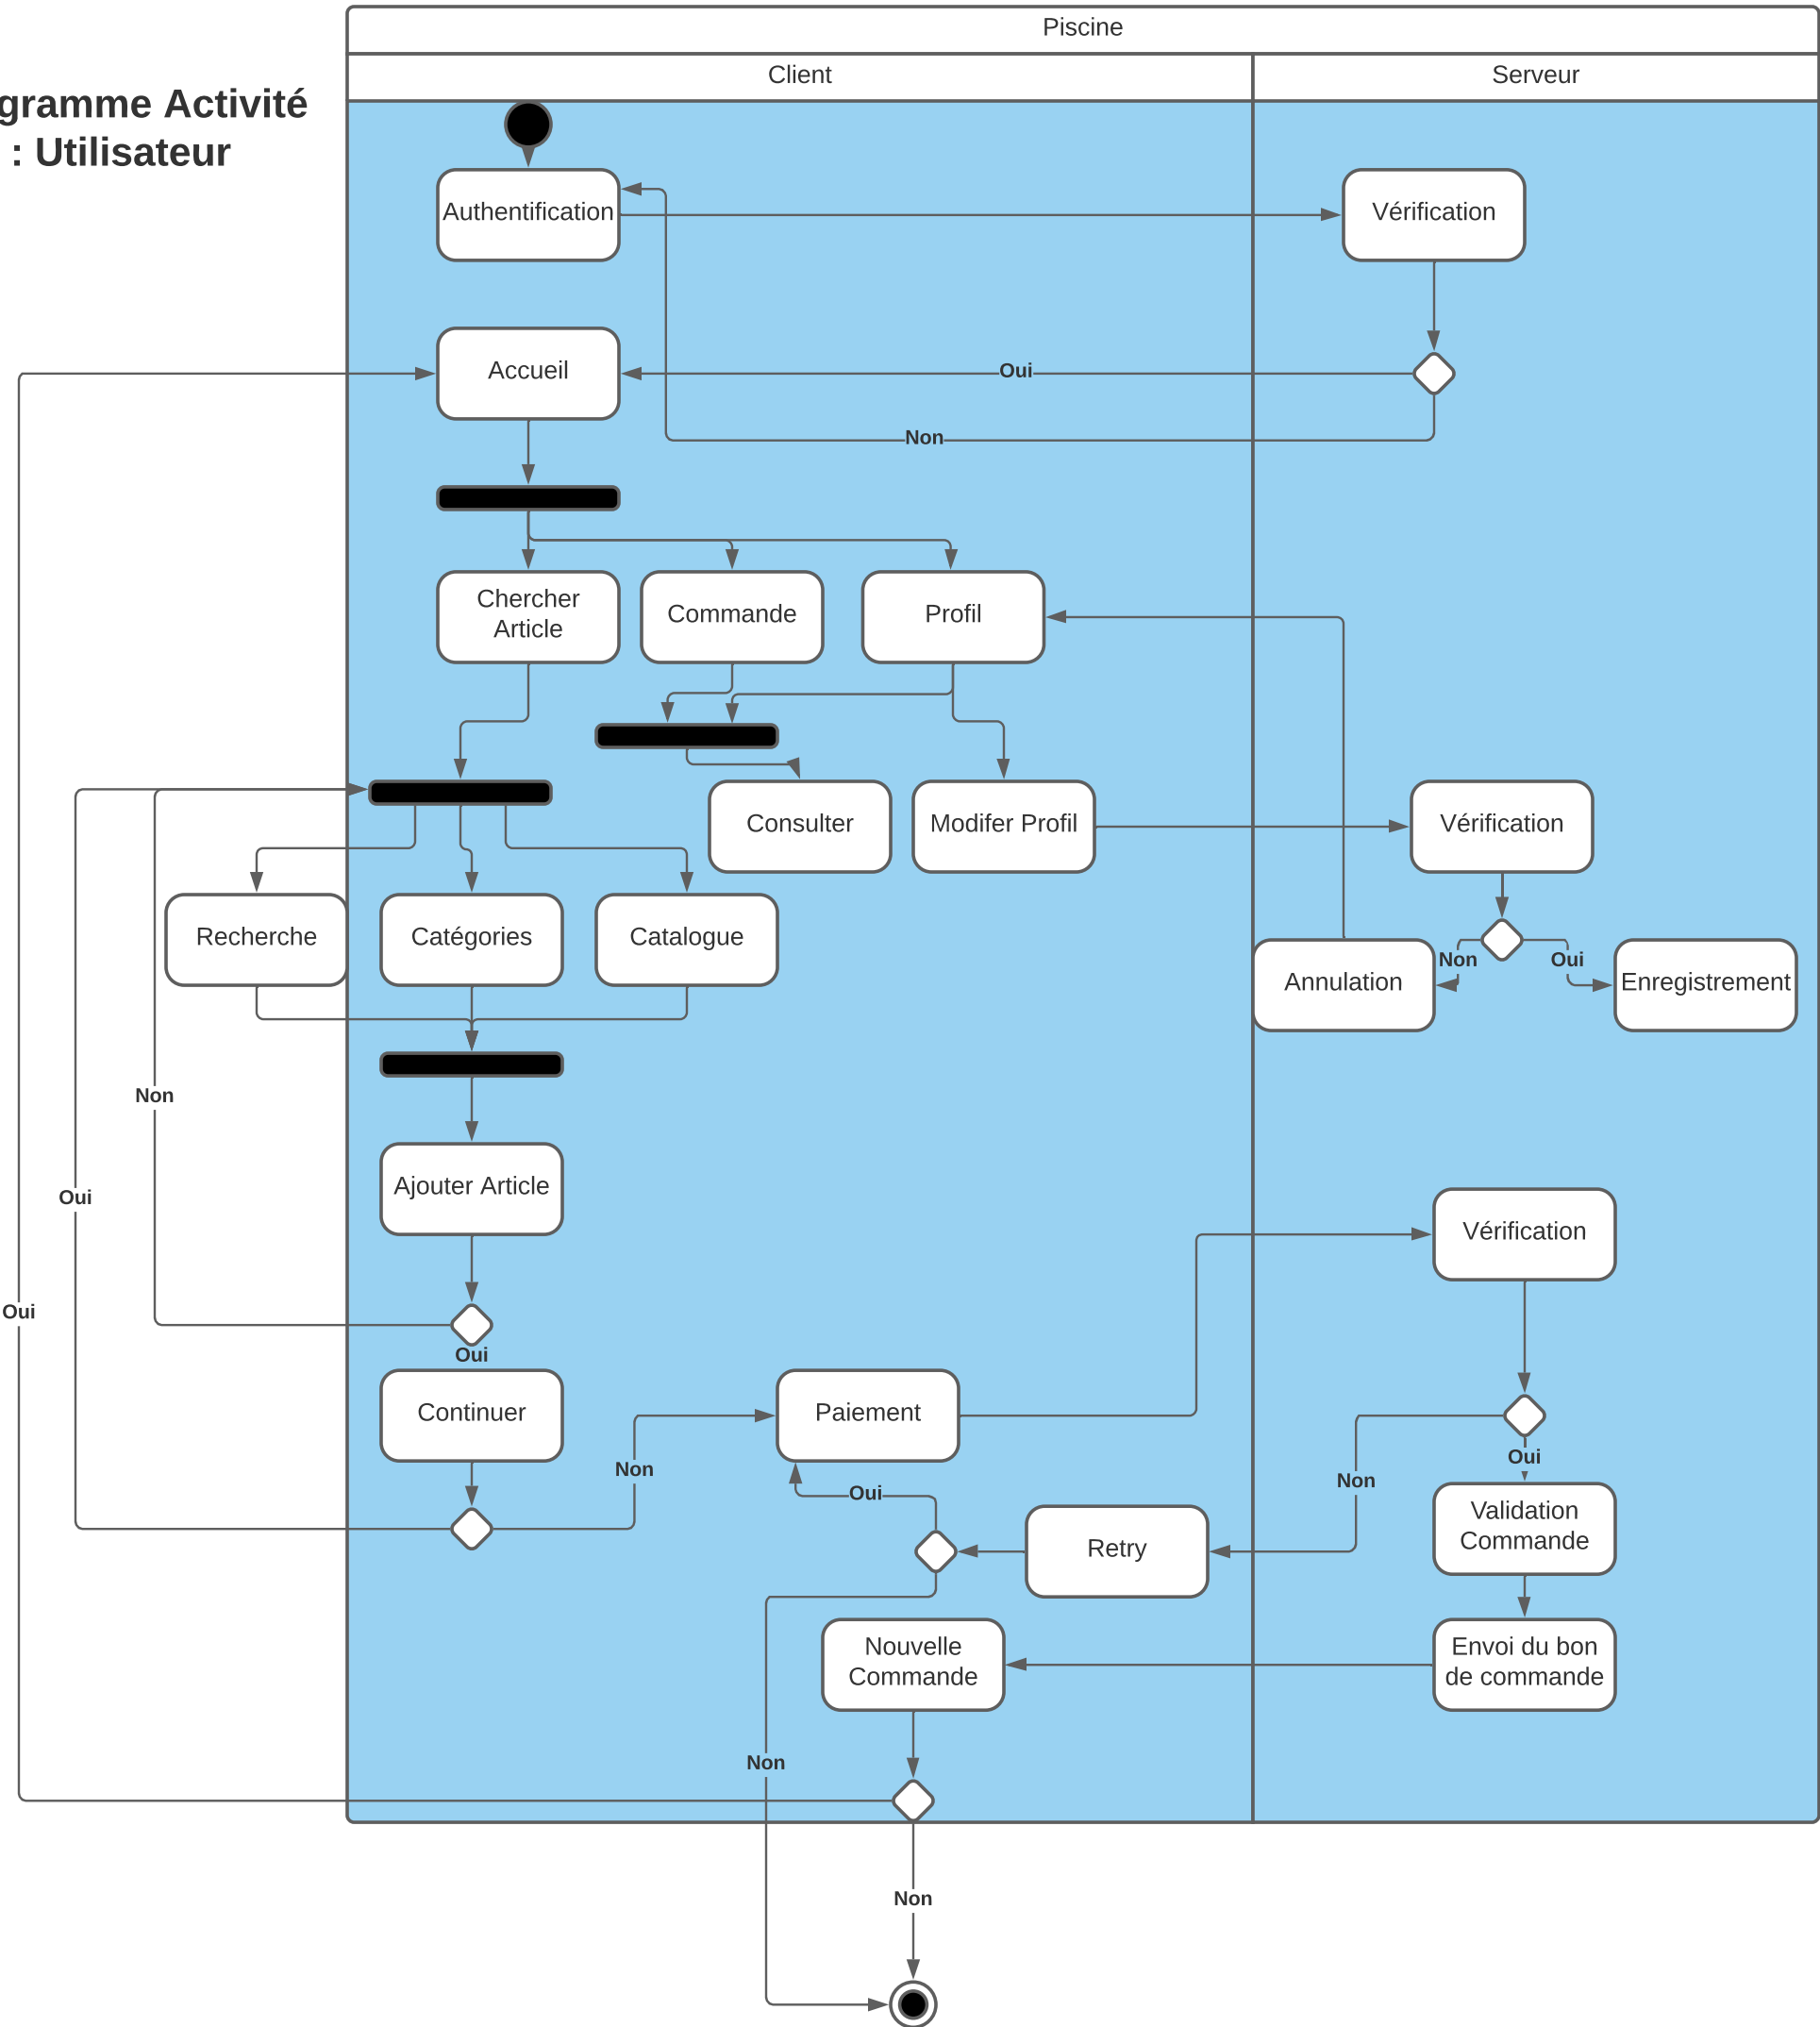 Piscine
Client
Serveur
gramme Activité
: Utilisateur
Authentification
Vérification
Accueil
Oui
Non
Chercher
Article
Commande
Profil
Consulter
Modifer Profil
Vérification
Recherche
Catégories
Catalogue
Non
Oui
Annulation
Enregistrement
Non
Ajouter Article
Oui
Vérification
Oui
Oui
Continuer
Paiement
Non
Oui
Non
Oui
Retry
Validation
Commande
Nouvelle
Commande
Envoi du bon
de commande
Non
Non